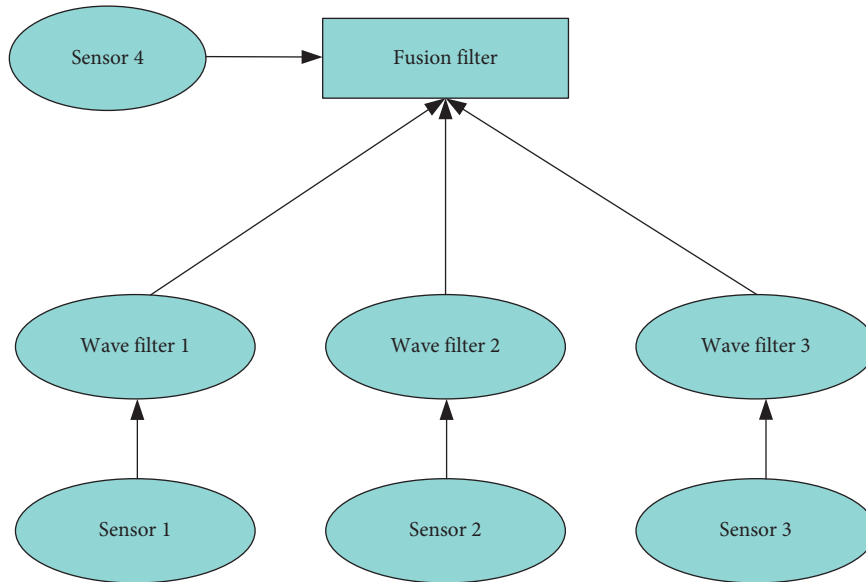 Sensor 4
Fusion filter
Wave filter 1
Wave filter 2
Wave filter 3
Sensor 1
Sensor 2
Sensor 3